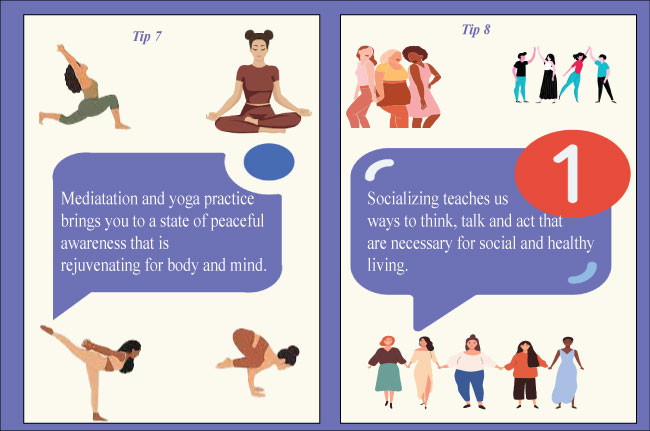 Tip 7
Mediatation and yoga practice
brings you to a state of peaceful
awareness that is
rejuvenating for body and mind.
Tip 8
1
Socializing teaches us
ways to think, talk and act that
are necessary for social and healthy
living.